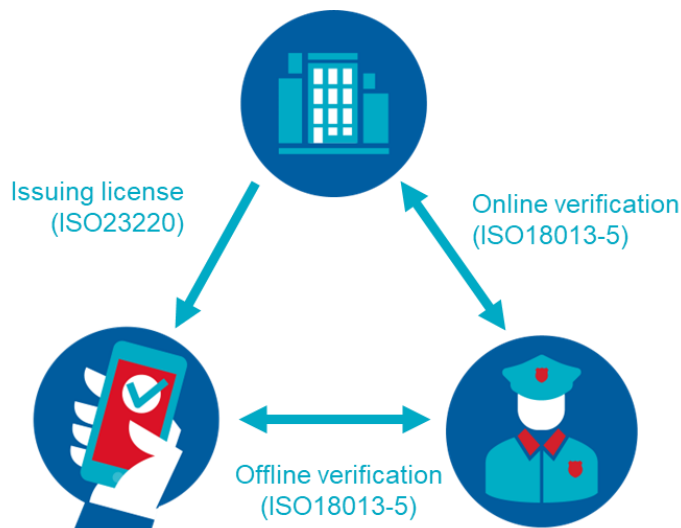 Issuing license
(ISO23220)
Online verification
(ISO18013-5)
Offline verification
(ISO18013-5)